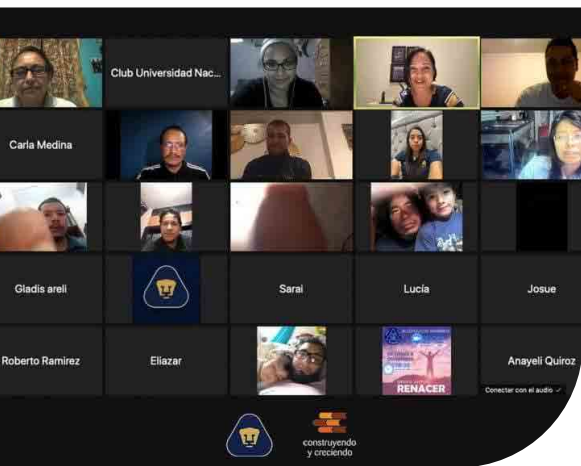 Club Universidad Nac...
Carla Medina
Gladis areli
Sarai
Lucía
Josue
Roberto Ramirez
Eliazar
RENACER
Anayeli Quiroz
Conectar con el audio
construyendo
y creciendo